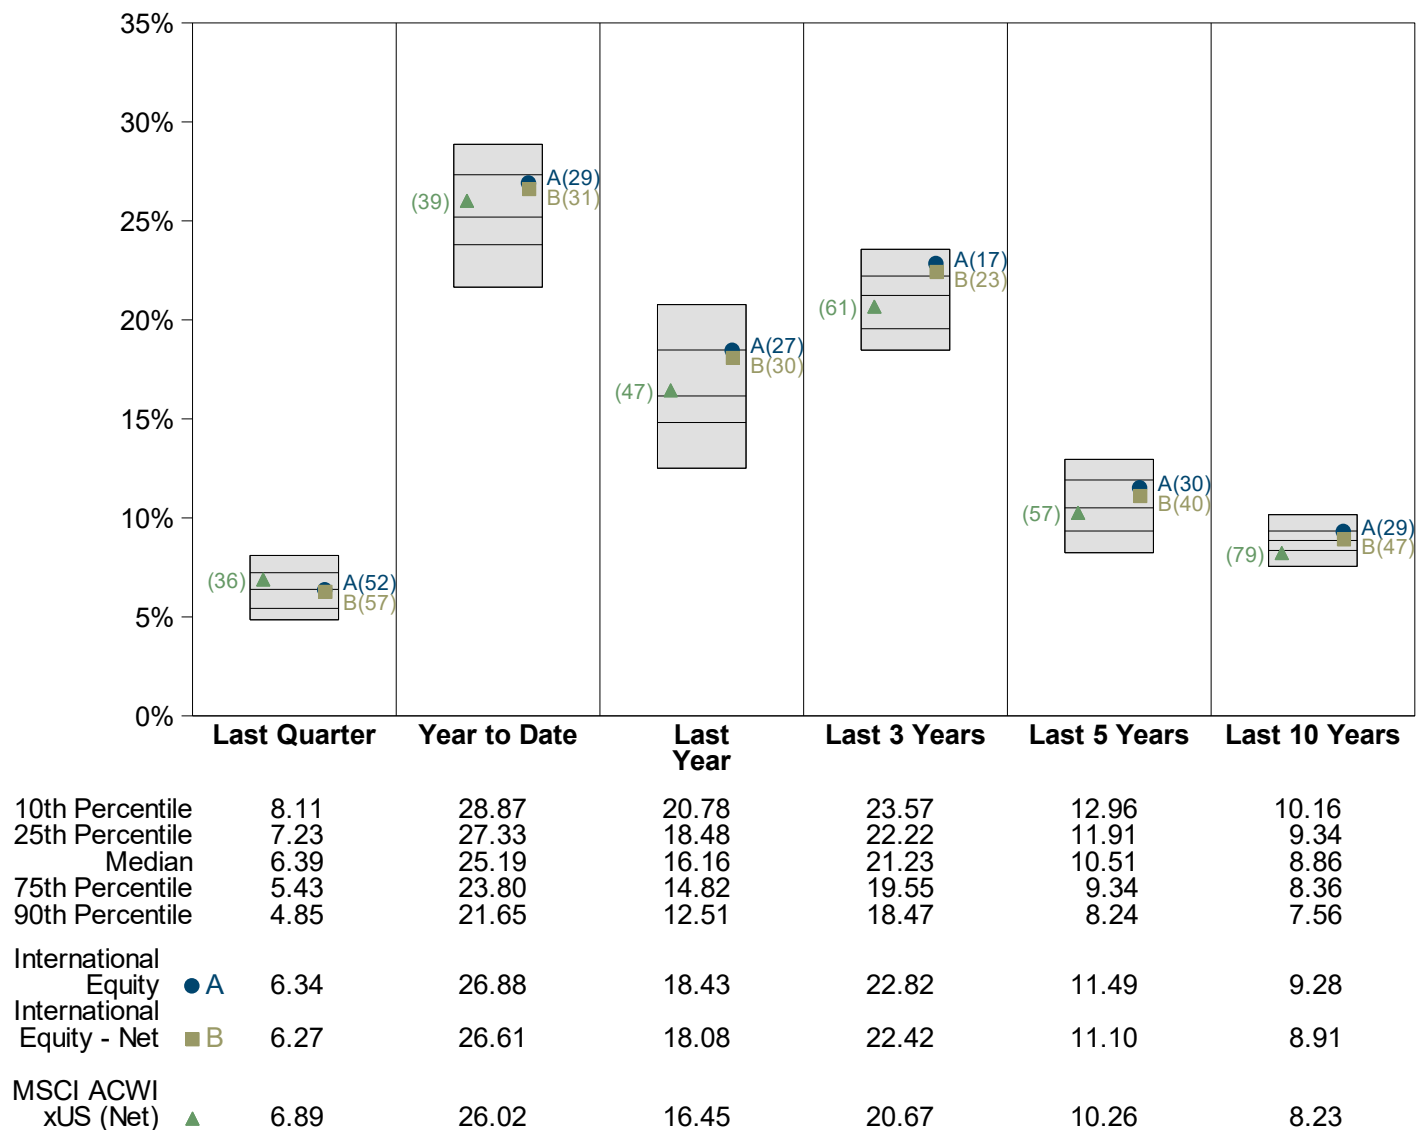 35%
30%
25%
20%
15%
10%
5%
0%
(36)
A(52)
B(57)
(39)
A(29)
B(31)
(47)
A(27)
B(30)
(61)
A(17)
B(23)
(57)
A(30)
B(40)
(79)
A(29)
B(47)
Last Quarter
Year to Date
Last
Year
Last 3 Years
Last 5 Years
Last 10 Years
10th Percentile 8.11 28.87 20.78 23.57 12.96 10.16
25th Percentile 7.23 27.33 18.48 22.22 11.91 9.34
Median 6.39 25.19 16.16 21.23 10.51 8.86
75th Percentile 5.43 23.80 14.82 19.55 9.34 8.36
90th Percentile 4.85 21.65 12.51 18.47 8.24 7.56
International
Equity A 6.34 26.88 18.43 22.82 11.49 9.28
International
Equity - Net B 6.27 26.61 18.08 22.42 11.10 8.91
MSCI ACWI
xUS (Net) 6.89 26.02 16.45 20.67 10.26 8.23